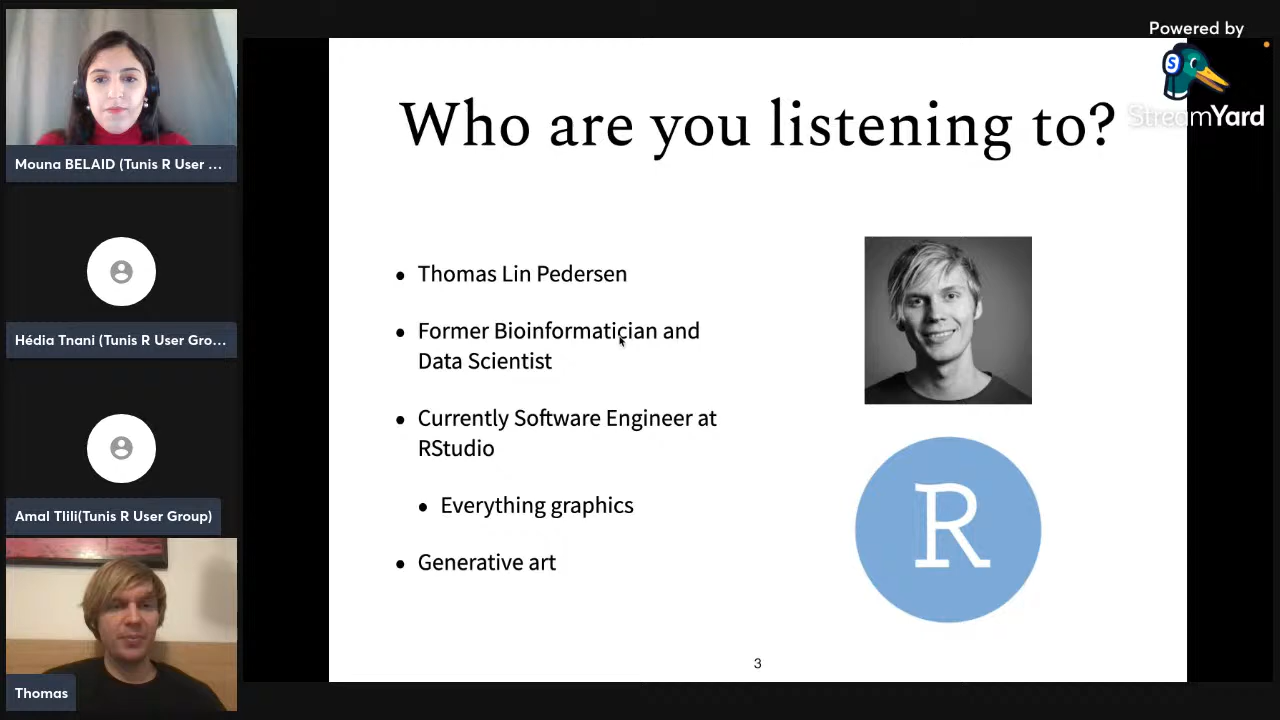 Powered by
S
StreamYard
Mouna BELAID (Tunis R User ...
Hédia Tnani (Tunis R User Gro...
Amal Tlili(Tunis R User Group)
Thomas
Who are you listening to?
• Thomas Lin Pedersen
• Former Bioinformatician and
Data Scientist
• Currently Software Engineer at
RStudio
• Everything graphics
• Generative art
R
3